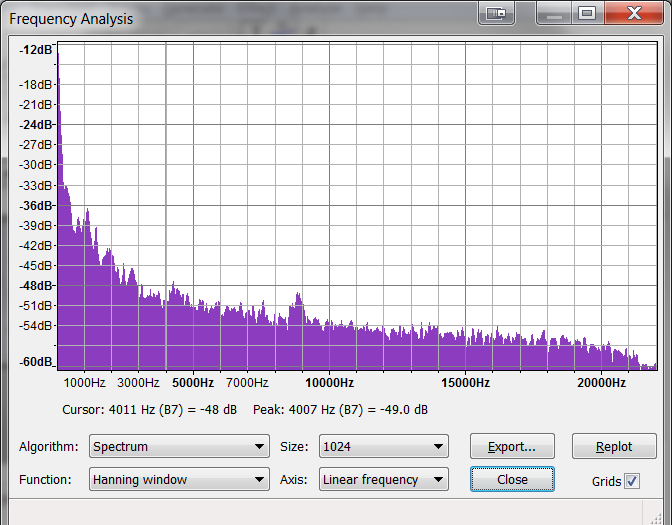 Frequency Analysis
-12dB
-18dB
-21dB
-24dB
-27dB
-30dB
-33dB
-36dB
-39dB
-42dB
-45dB
-48dB
-51dB
-54dB
-60dB
1000Hz 3000Hz 5000Hz 7000Hz 10000Hz 15000Hz 20000Hz
Cursor: 4011 Hz (B7) = -48 dB Peak: 4007 Hz (B7) = -49.0 dB
Algorithm: Spectrum Size: 1024 Export... Replot
Function: Hanning window Axis: Linear frequency Close Grids